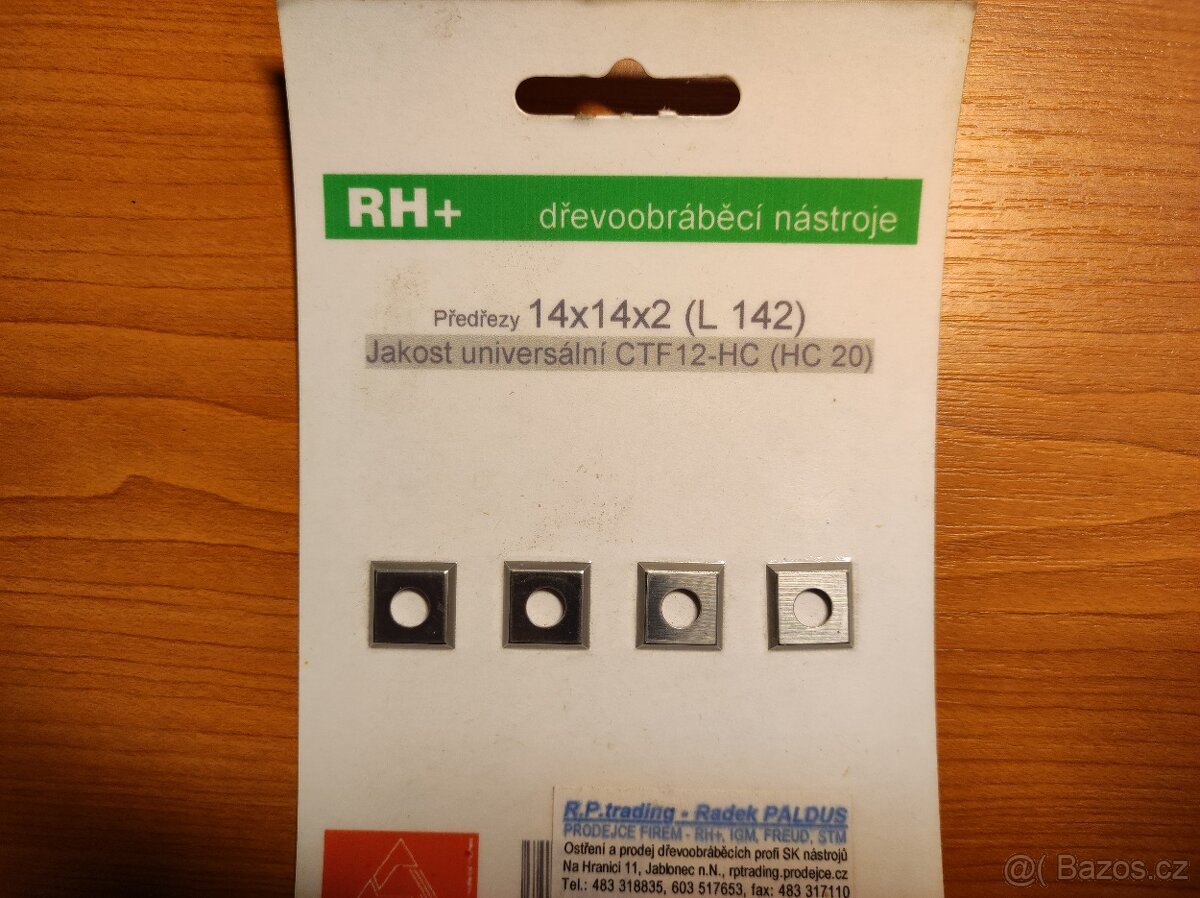 RH+ dřevoobráběcí nástroje
Předřezy 14x14x2 (L 142)
Jakost universální CTF12-HC (HC 20)
R.P.trading - Radek PALDUS
PRODEJCE FIREM - RH+, IGM, FREUD, STM
Ostření a prodej dřevoobráběcích profi SK nástrojů
Na Hranici 11, Jablonec n.N., rptrading.prodejce.cz
Tel.: 483 318835, 603 517653, fax: 483 317110
@( Bazos.cz